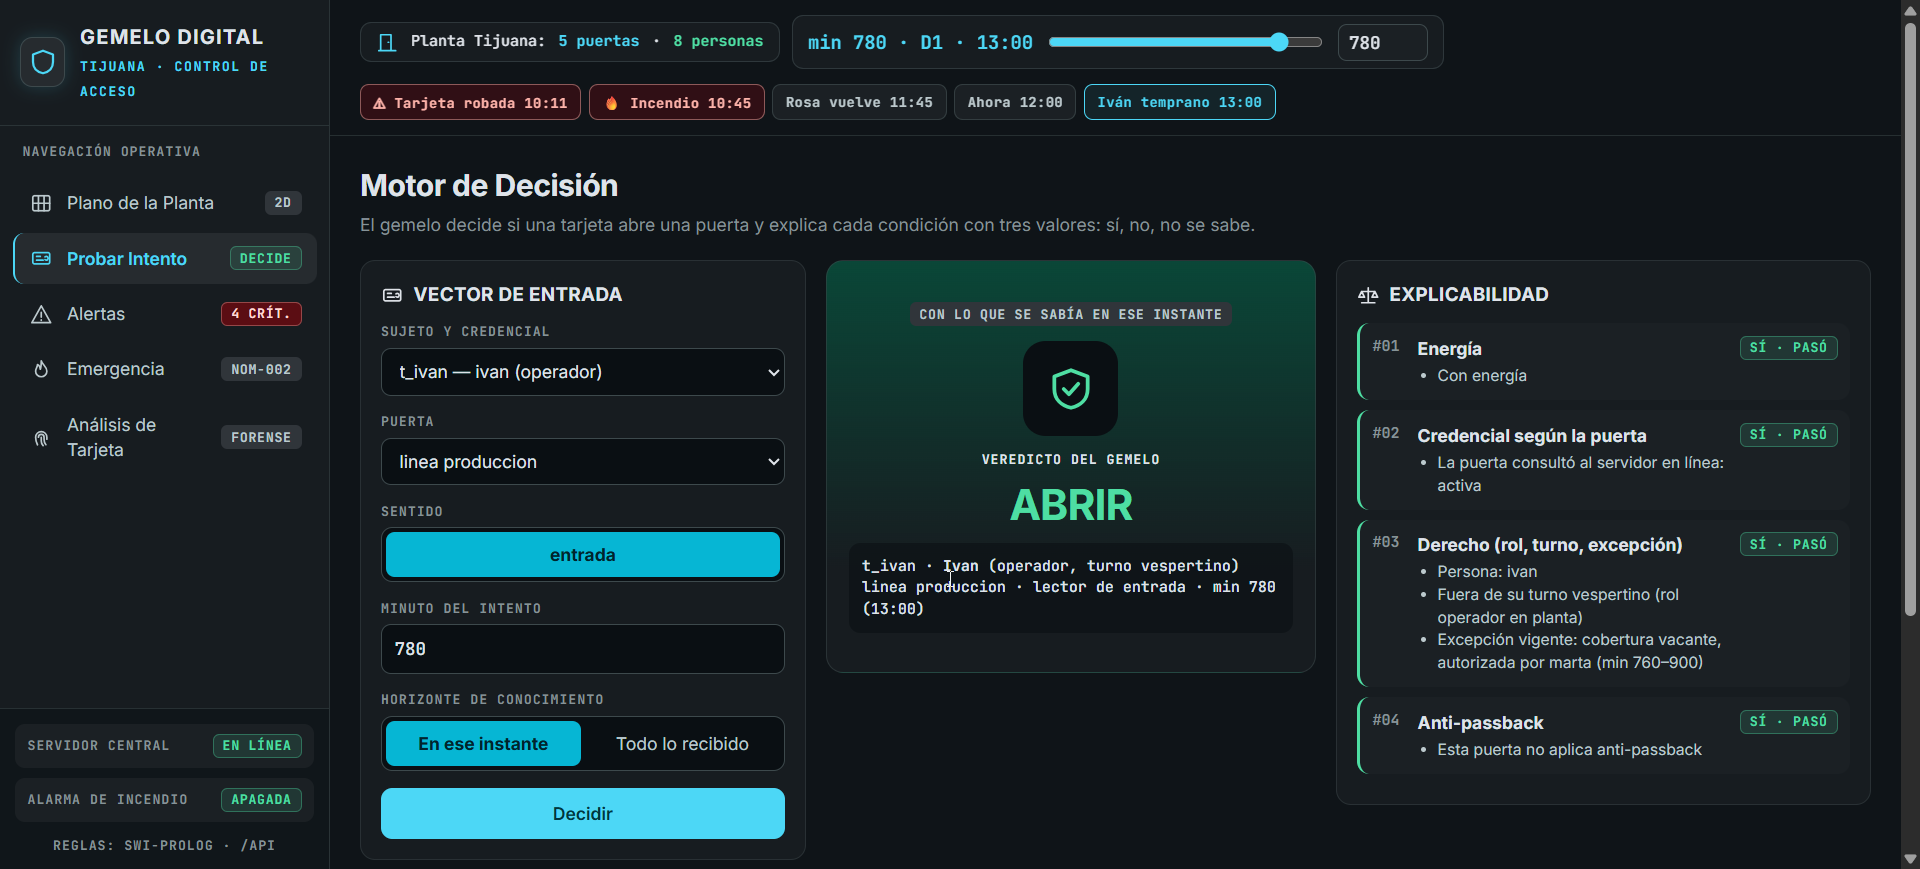 GEMELO DIGITAL
TIJUANA · CONTROL DE
ACCESO
NAVEGACIÓN OPERATIVA
Plano de la Planta 2D
Probar Intento DECIDE
Alertas 4 CRÍT.
Emergencia NOM-002
Análisis de
Tarjeta FORENSE
SERVIDOR CENTRAL EN LÍNEA
ALARMA DE INCENDIO APAGADA
REGLAS: SWI-PROLOG · /API
Planta Tijuana: 5 puertas · 8 personas
min 780 · D1 · 13:00 780
Tarjeta robada 10:11
Incendio 10:45
Rosa vuelve 11:45
Ahora 12:00
Iván temprano 13:00
Motor de Decisión
El gemelo decide si una tarjeta abre una puerta y explica cada condición con tres valores: sí, no, no se sabe.
VECTOR DE ENTRADA
SUJETO Y CREDENCIAL
t_ivan — ivan (operador)
PUERTA
linea produccion
SENTIDO
entrada
MINUTO DEL INTENTO
780
HORIZONTE DE CONOCIMIENTO
En ese instante Todo lo recibido
Decidir
CON LO QUE SE SABÍA EN ESE INSTANTE
VEREDICTO DEL GEMELO
ABRIR
t_ivan · Ivan (operador, turno vespertino)
linea produccion · lector de entrada · min 780
(13:00)
EXPLICABILIDAD
#01 Energía SÍ · PASÓ
• Con energía
#02 Credencial según la puerta SÍ · PASÓ
• La puerta consultó al servidor en línea:
activa
#03 Derecho (rol, turno, excepción) SÍ · PASÓ
• Persona: ivan
• Fuera de su turno vespertino (rol
operador en planta)
• Excepción vigente: cobertura vacante,
autorizada por marta (min 760–900)
#04 Anti-passback SÍ · PASÓ
• Esta puerta no aplica anti-passback